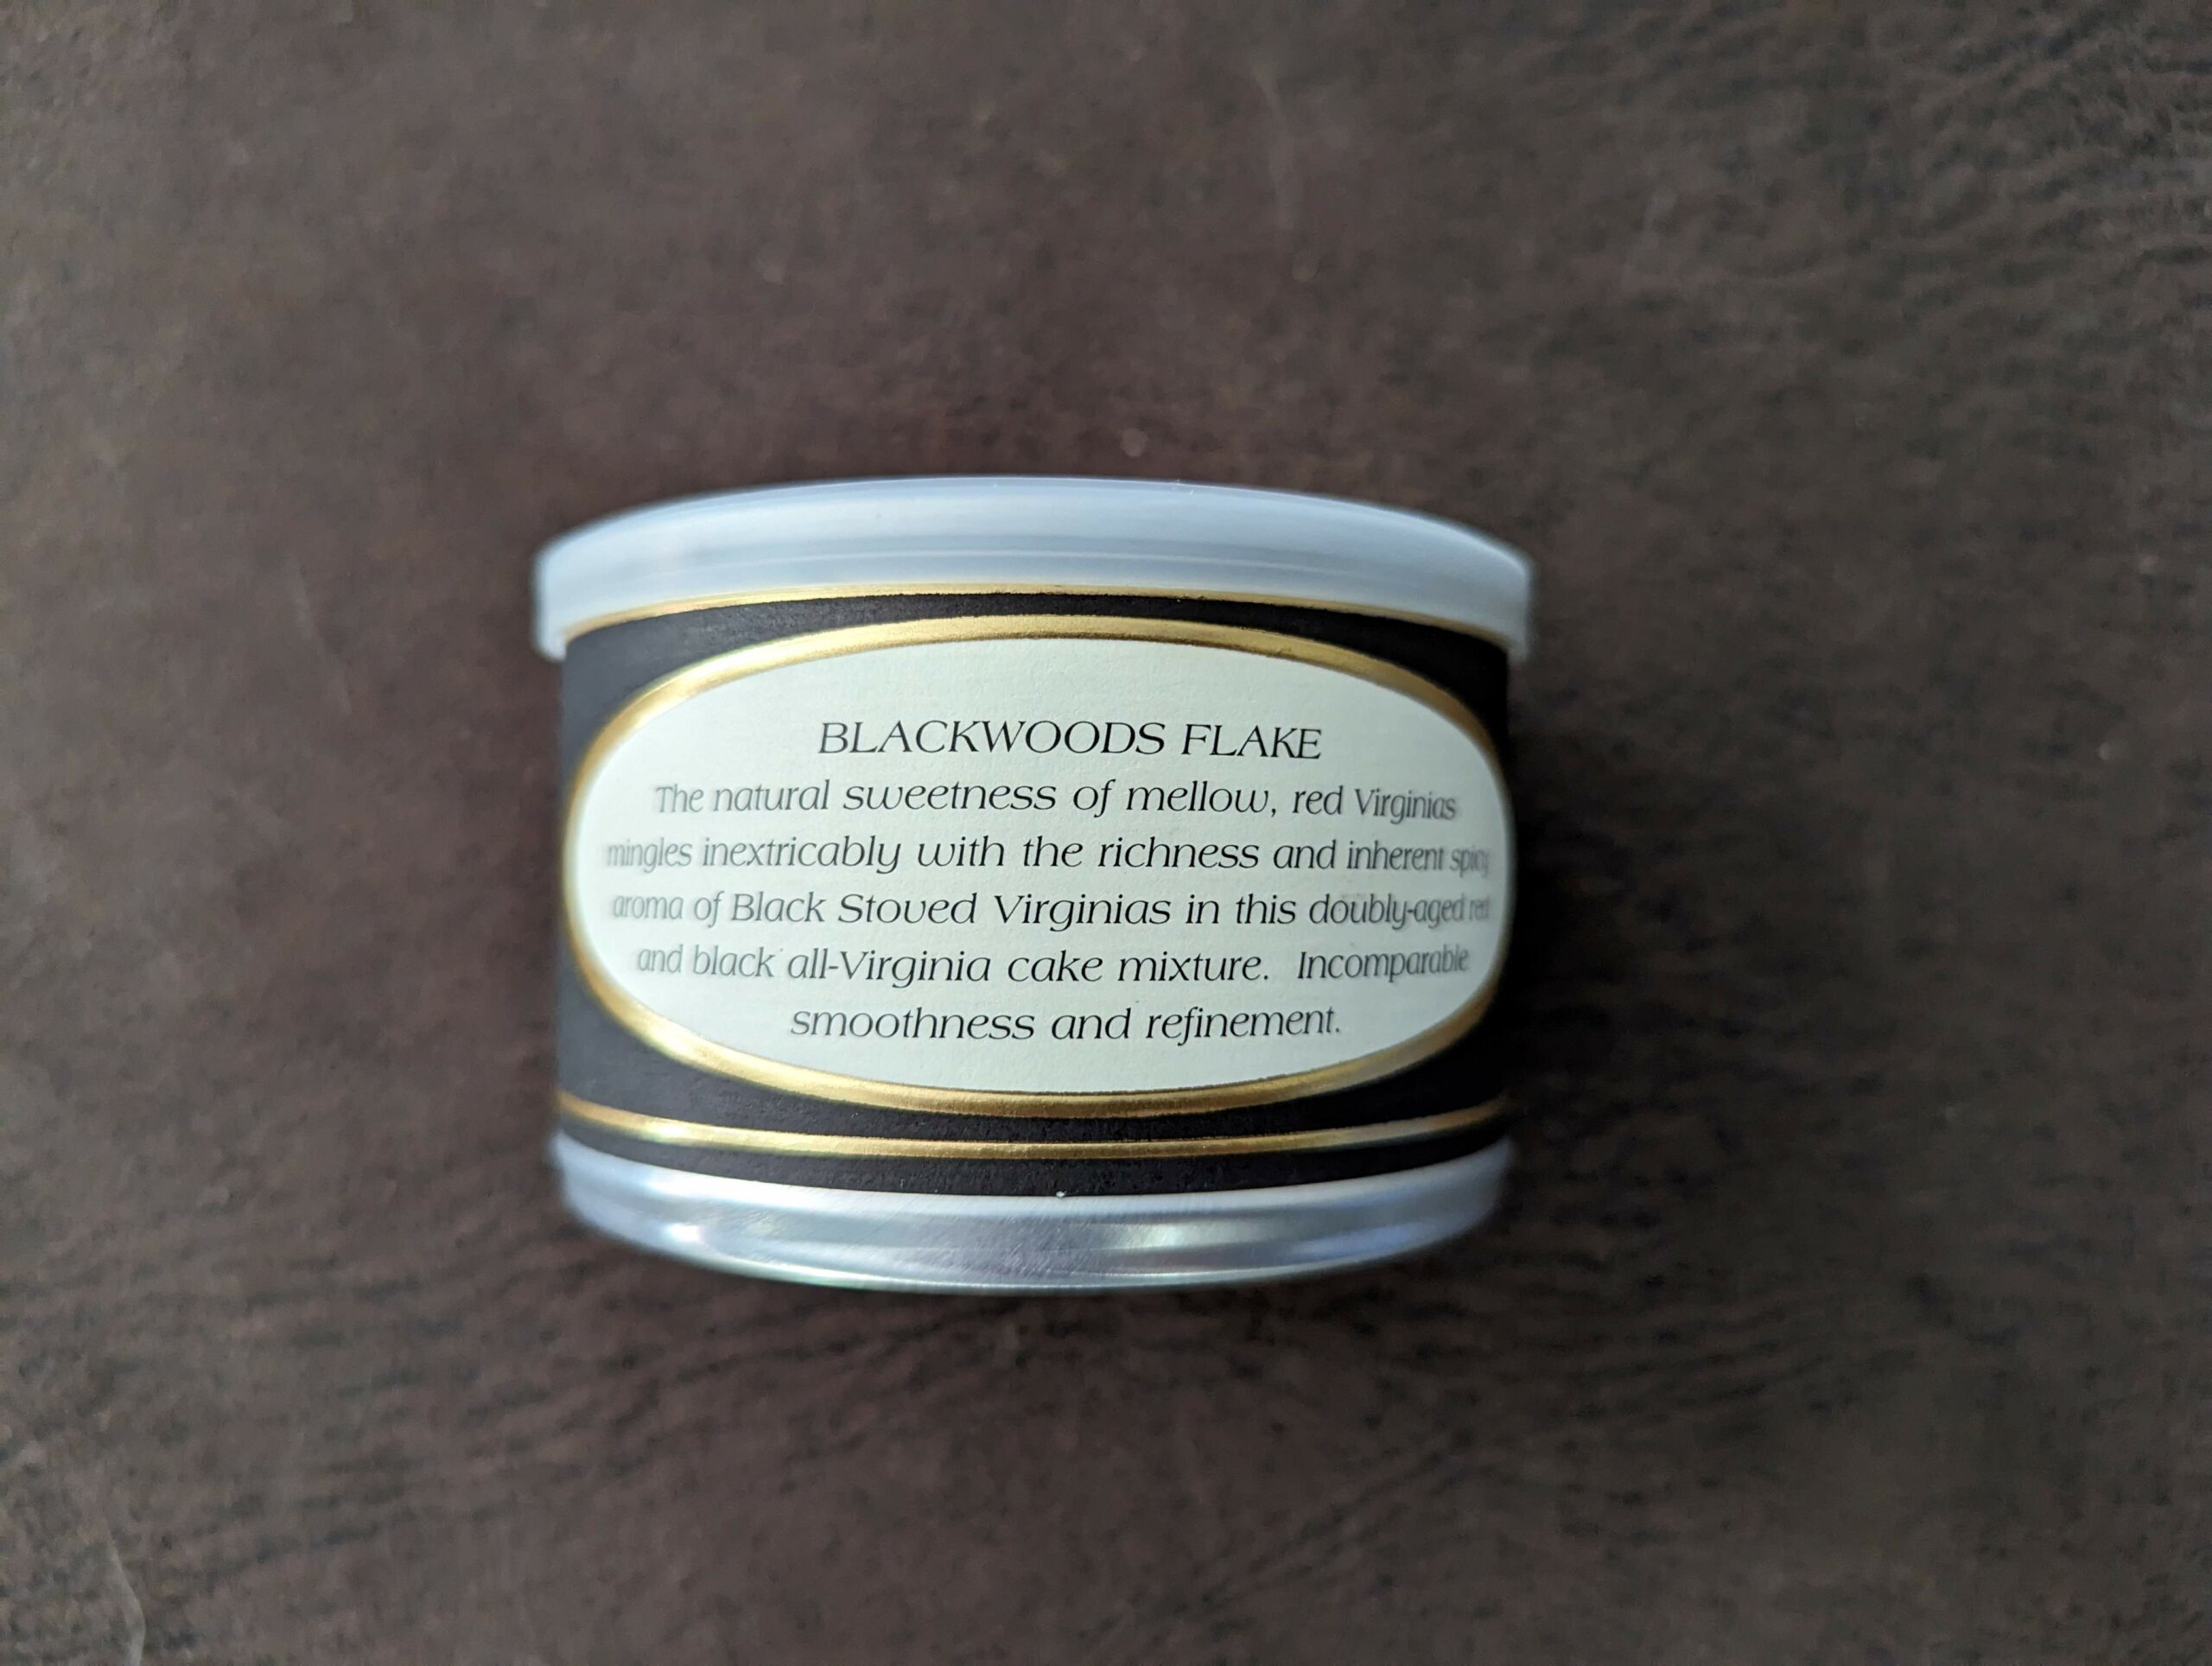 BLACKWOODS FLAKE
The natural sweetness of mellow, red Virginias
mingles inextricably with the richness and inherent spicy
aroma of Black Stoved Virginias in this doubly-aged red
and black all-Virginia cake mixture. Incomparable
smoothness and refinement.